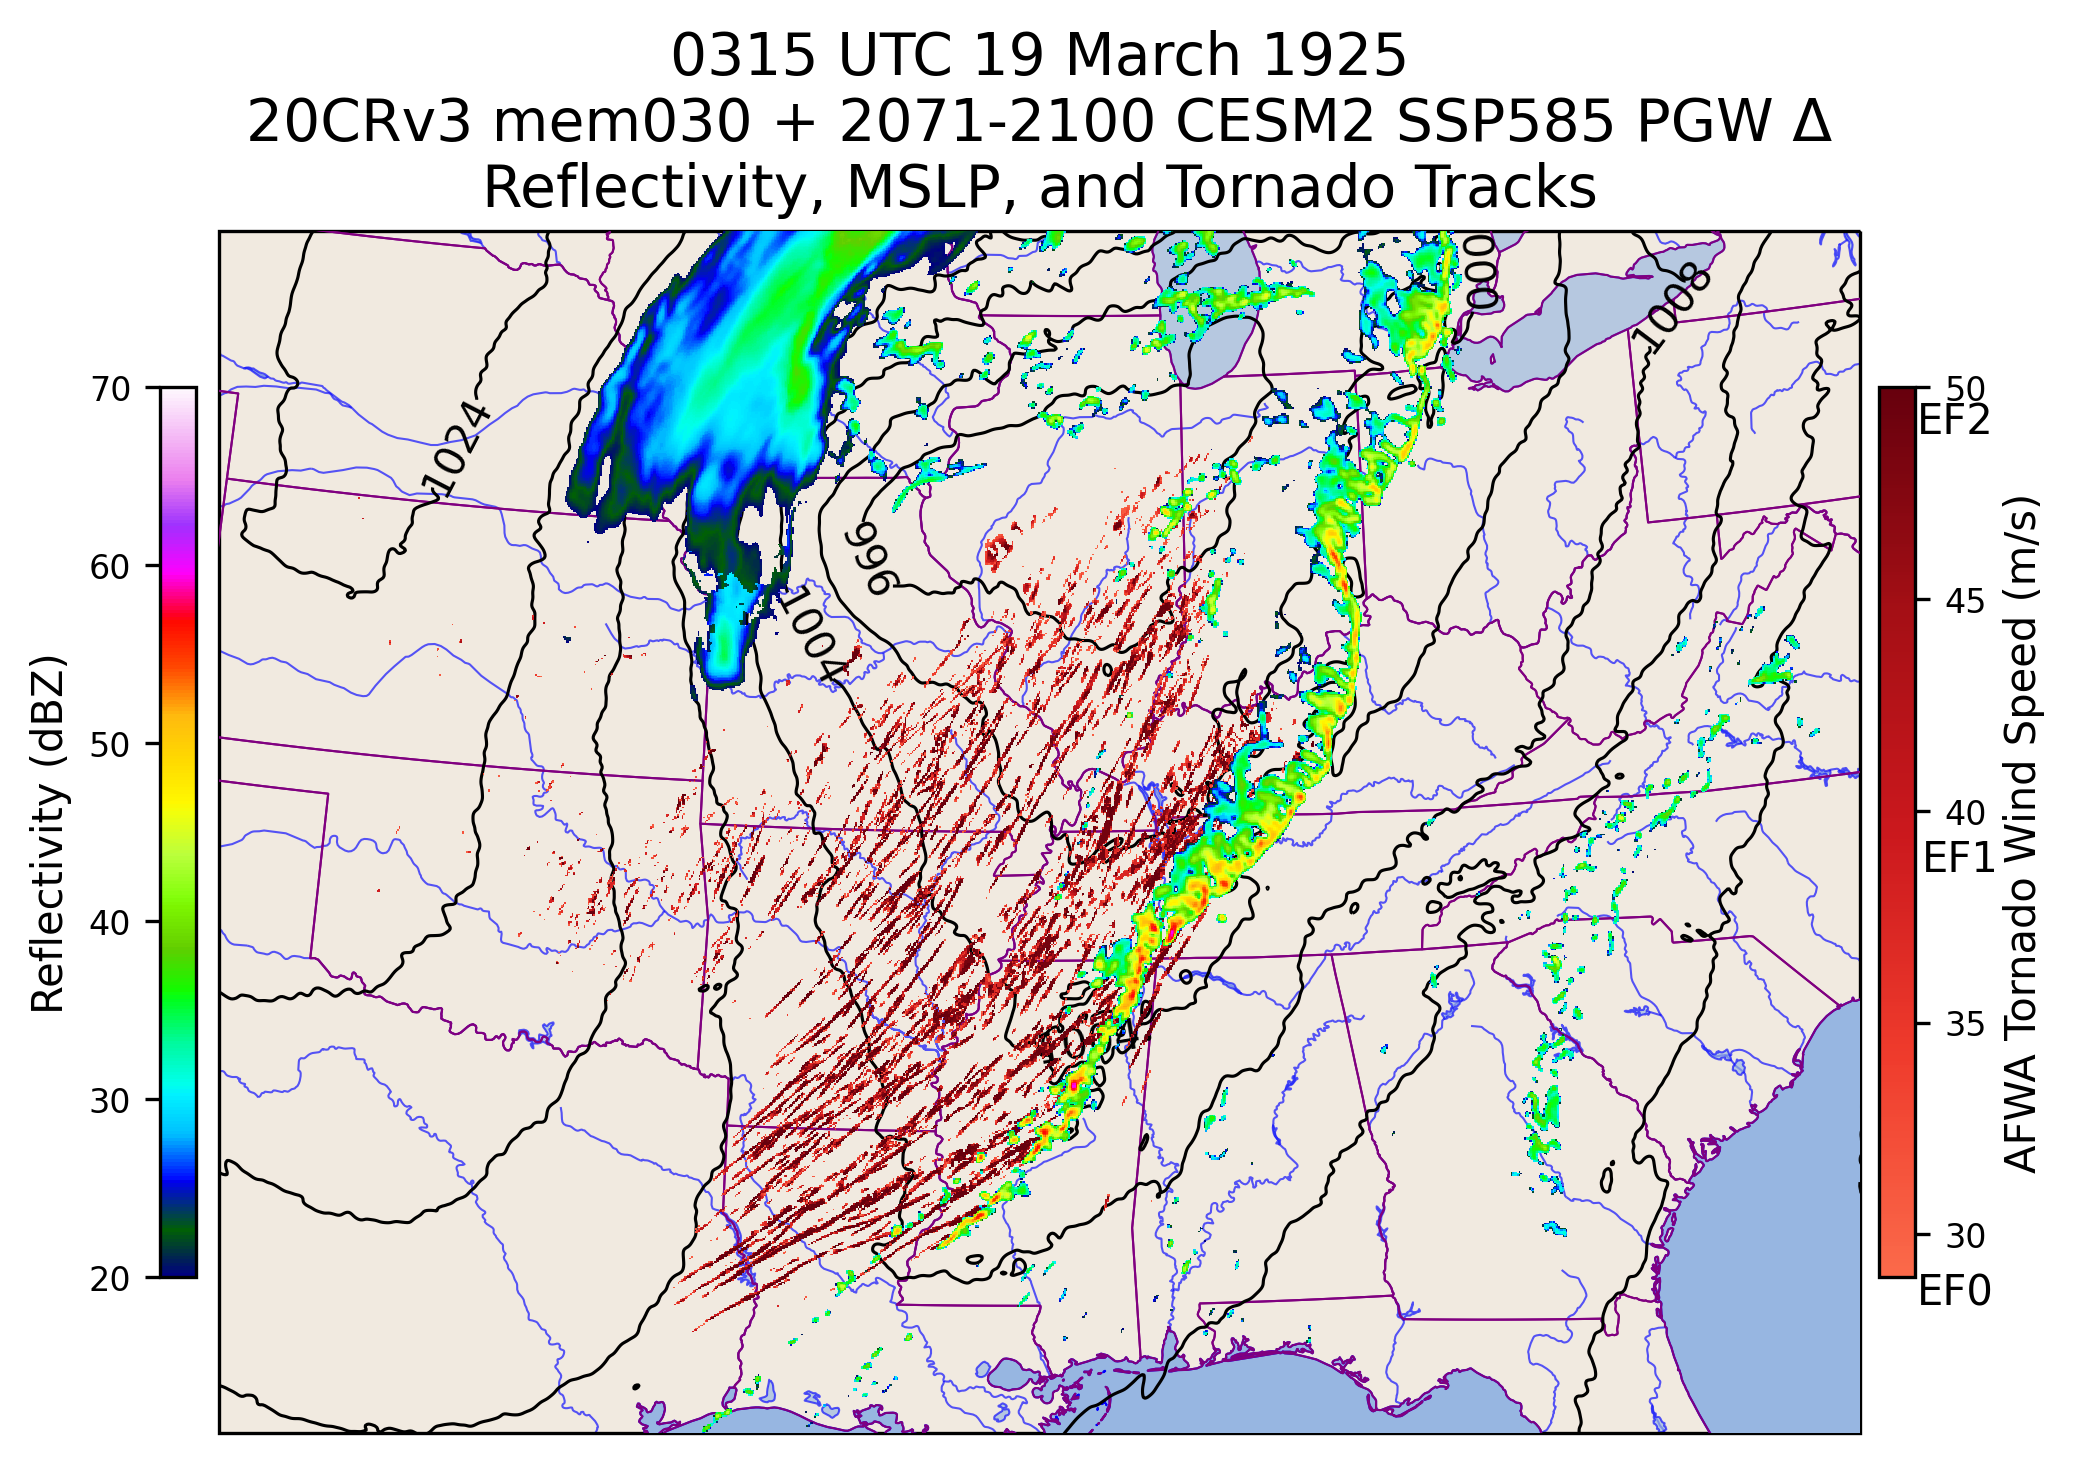 0315 UTC 19 March 1925
20CRv3 mem030 + 2071-2100 CESM2 SSP585 PGW Δ
Reflectivity, MSLP, and Tornado Tracks
Reflectivity (dBZ)
70
60
50
40
30
20
1024
996
1004
1008
AFWA Tornado Wind Speed (m/s)
50
EF2
45
40
EF1
35
30
EF0